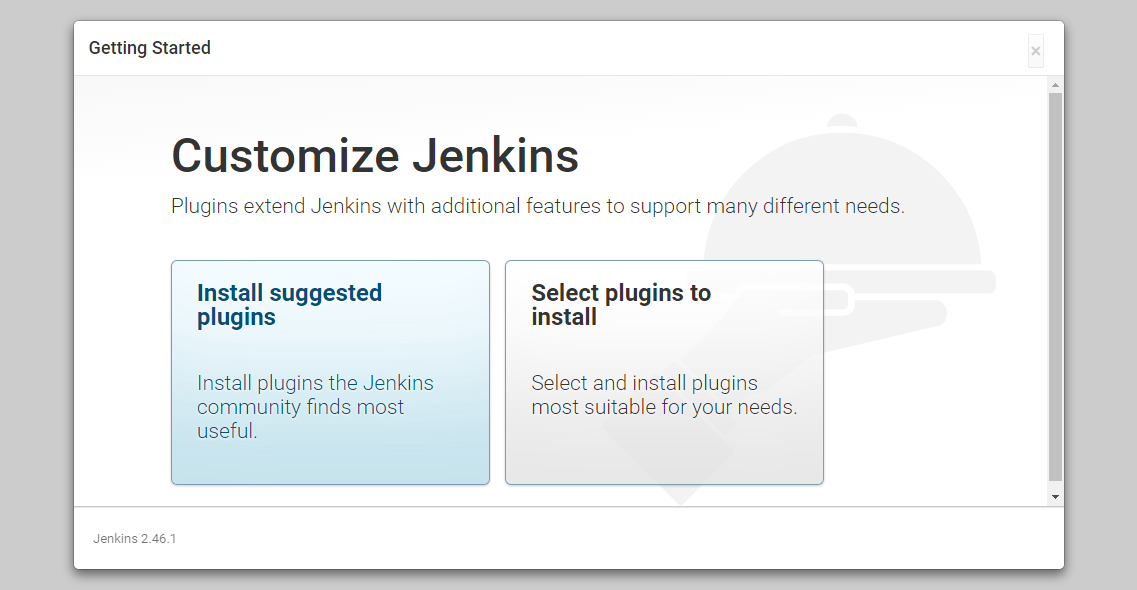 Getting Started
×
Customize Jenkins
Plugins extend Jenkins with additional features to support many different needs.
Install suggested
plugins
Install plugins the Jenkins
community finds most
useful.
Select plugins to
install
Select and install plugins
most suitable for your needs.
Jenkins 2.46.1